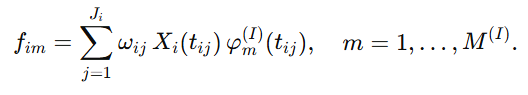 $$f_{im} = \sum_{j=1}^{J_i} \omega_{ij} \, X_i(t_{ij}) \, \varphi_m^{(I)}(t_{ij}), \quad m = 1, \ldots, M^{(I)}.$$